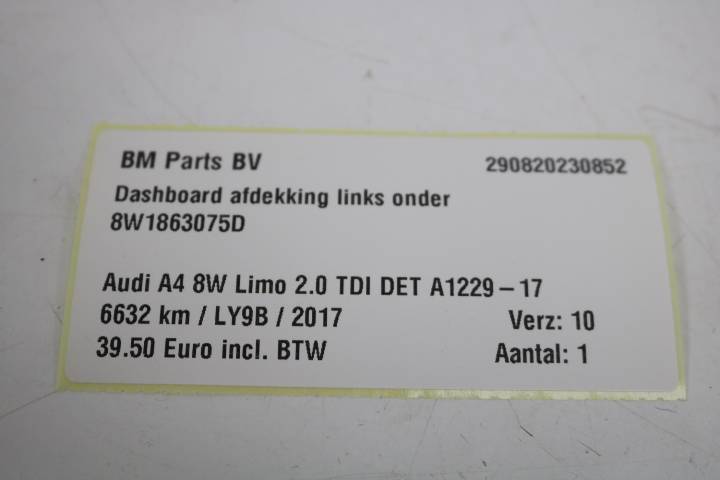 BM Parts BV 290820230852
Dashboard afdekking links onder
8W1863075D
Audi A4 8W Limo 2.0 TDI DET A1229-17
6632 km / LY9B / 2017 Verz: 10
39.50 Euro incl. BTW Aantal: 1